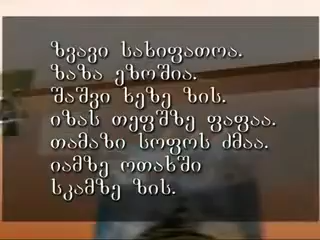 ზვავი სახიფათოა.
ზაზა ეზოშია.
შაშვი ხეზე ზის.
იზას თეფშზე ფაფაა.
თამაზი სოფოს ძმაა.
იამზე ოთახში
სკამზე ზის.